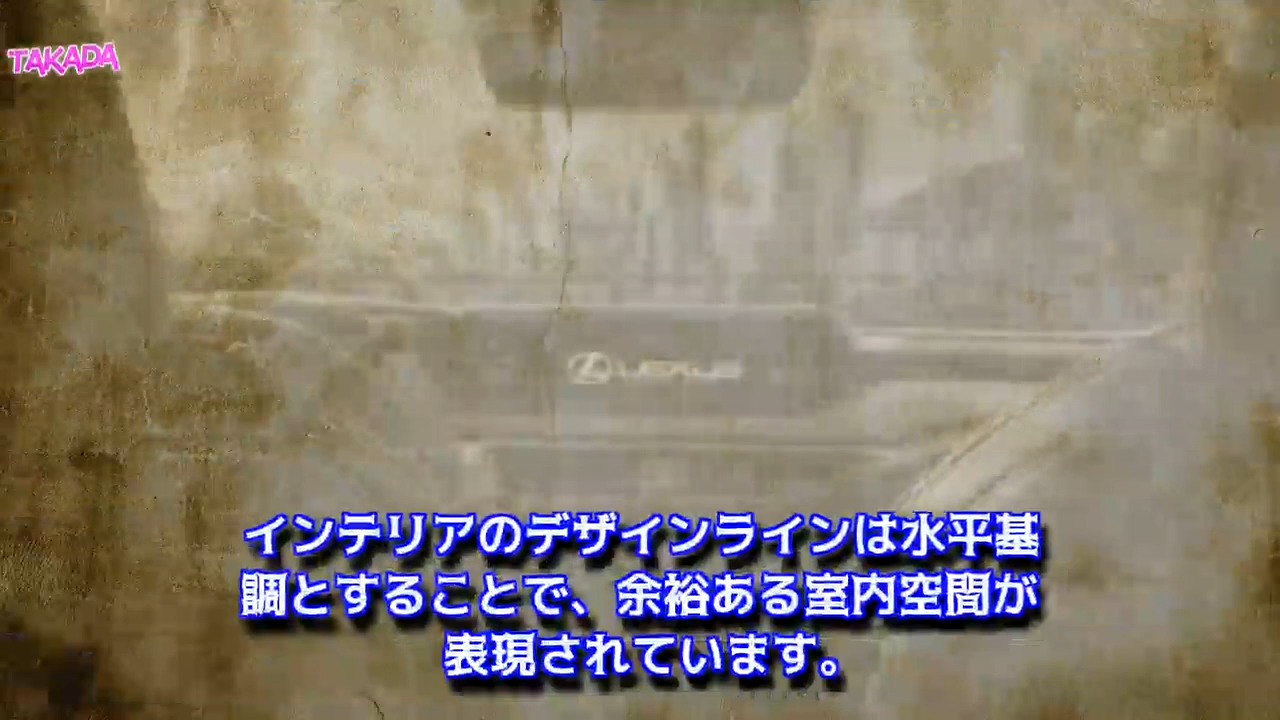 TAKADA
LEXUS
インテリアのデザインラインは水平基
調とすることで、余裕ある室内空間が
表現されています。